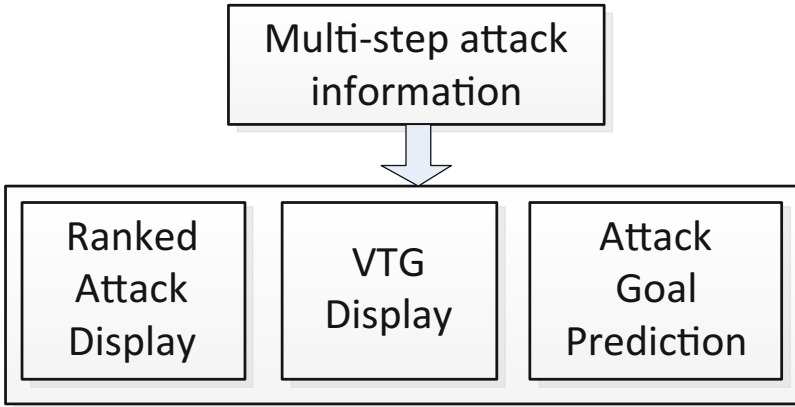 Multi-step attack
information
Ranked
Attack
Display
VTG
Display
Attack
Goal
Prediction